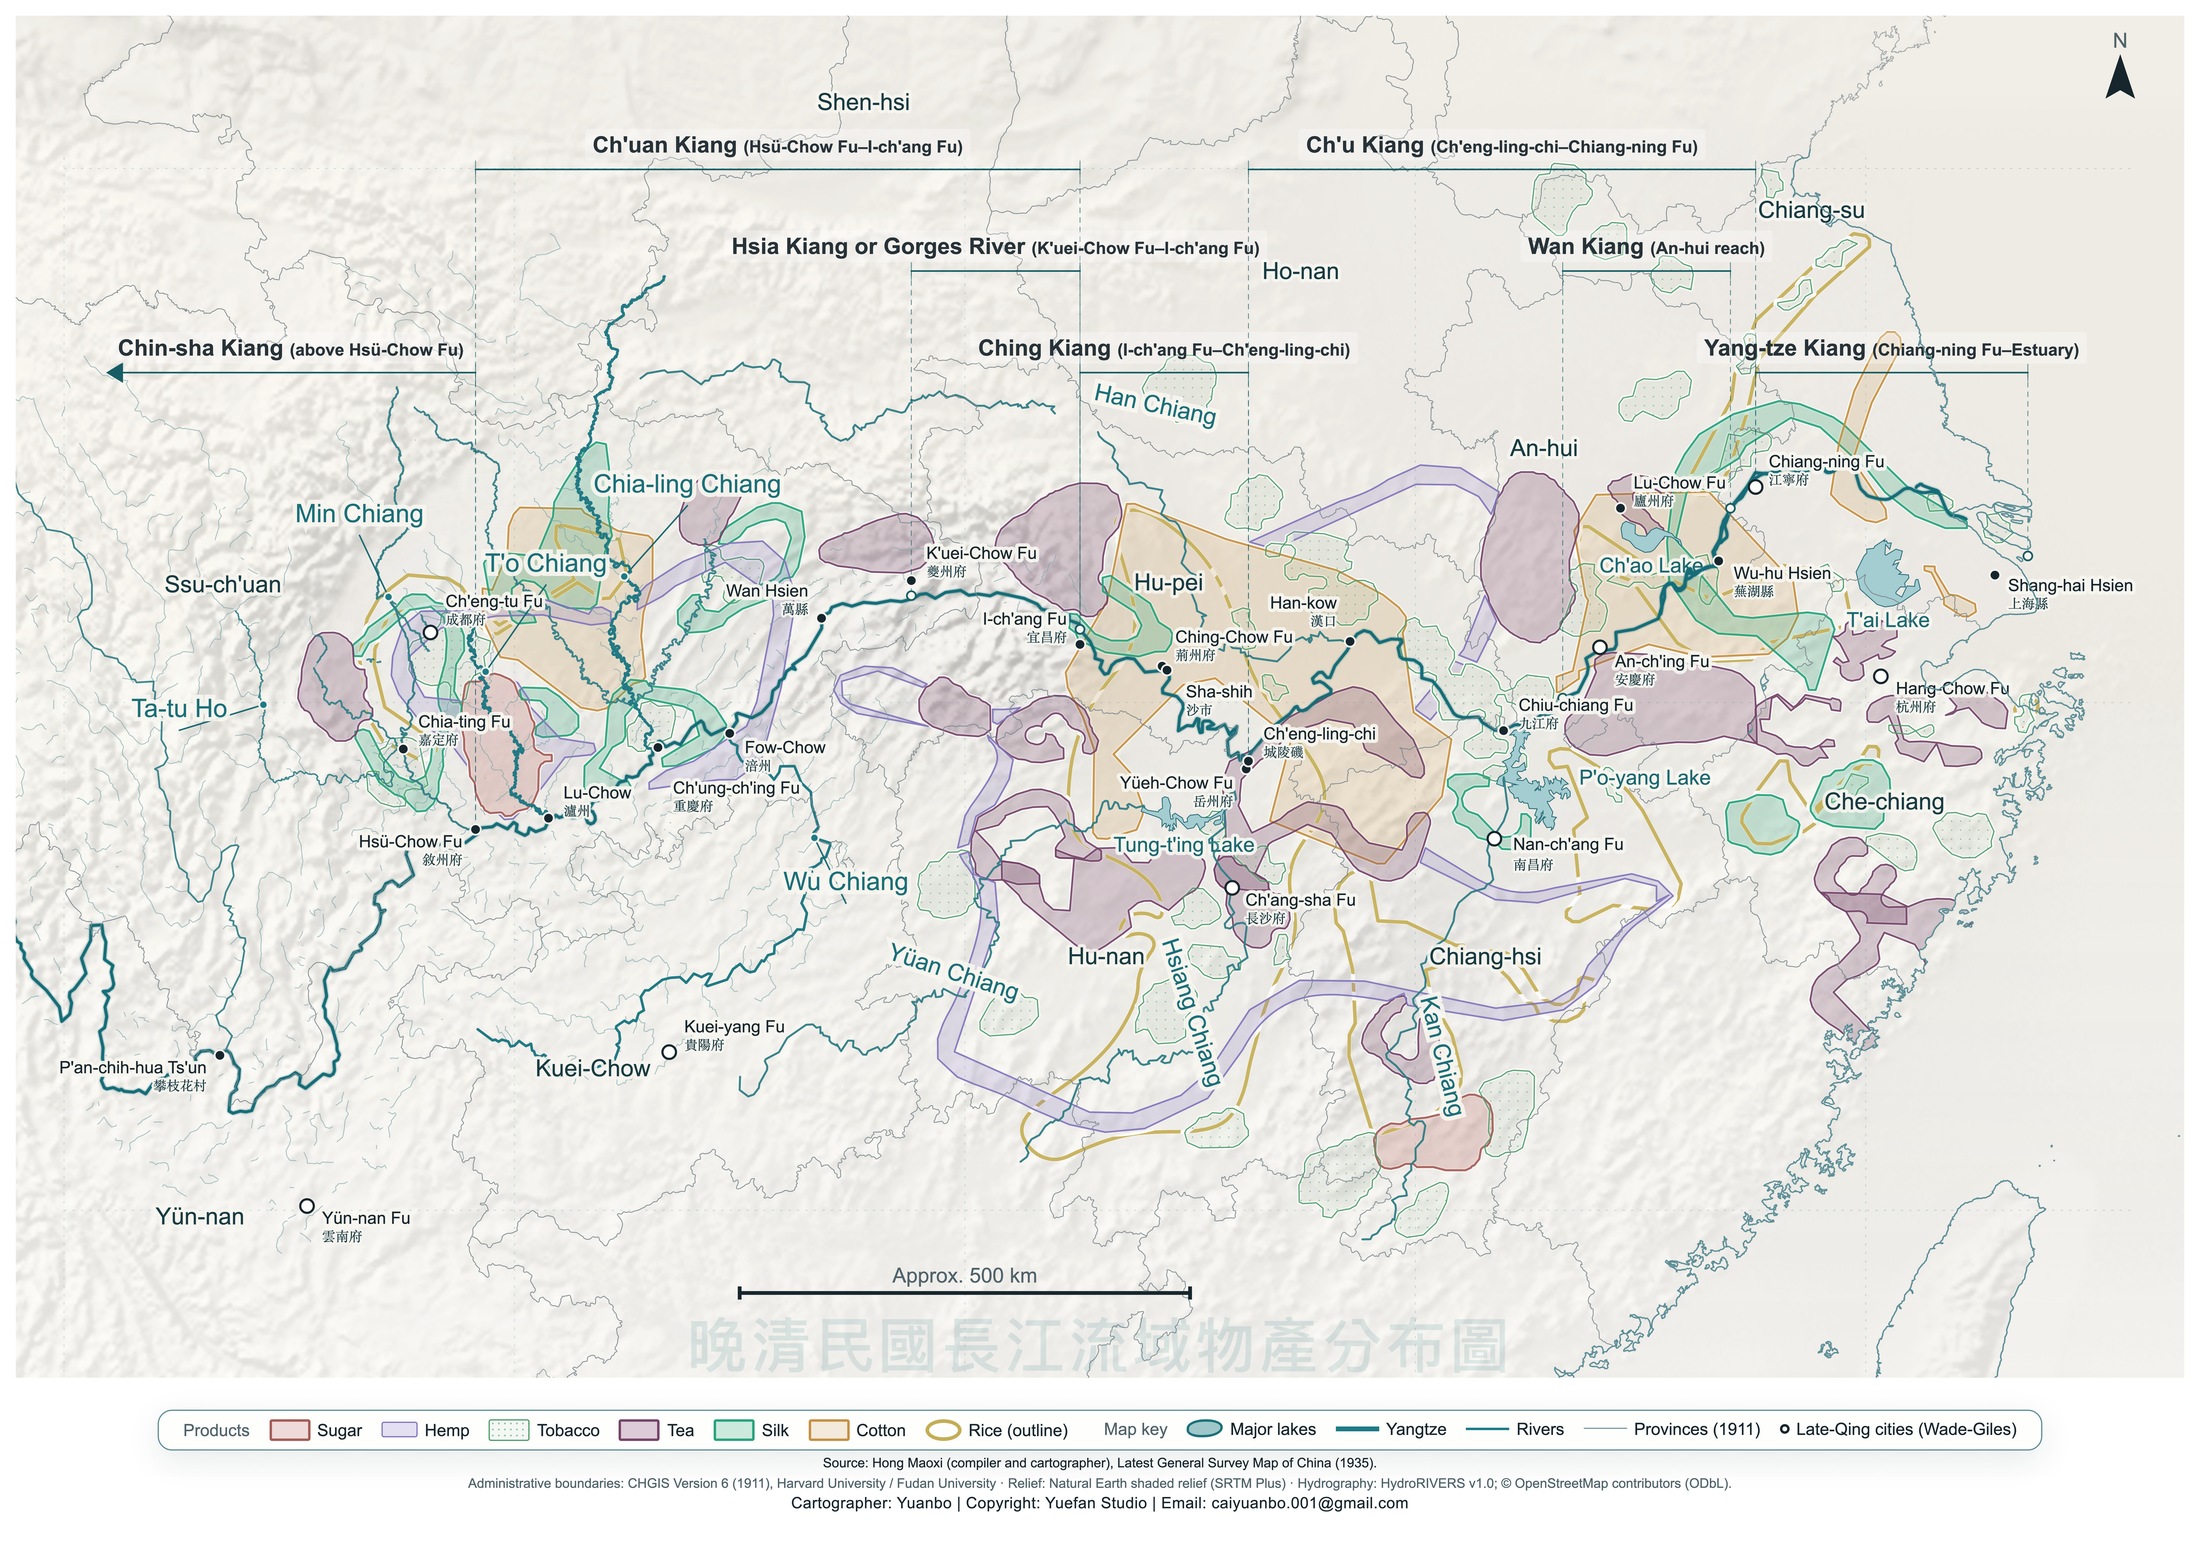 N
Shen-hsi
Ch'uan Kiang (Hsü-Chow Fu–I-ch'ang Fu)
Ch'u Kiang (Ch'eng-ling-chi–Chiang-ning Fu)
Chiang-su
Hsia Kiang or Gorges River (K'uei-Chow Fu–I-ch'ang Fu)
Wan Kiang (An-hui reach)
Ho-nan
Chin-sha Kiang (above Hsü-Chow Fu)
Ching Kiang (I-ch'ang Fu–Ch'eng-ling-chi)
Yang-tze Kiang (Chiang-ning Fu–Estuary)
Han Chiang
An-hui
Chiang-ning Fu
江寧府
Lu-Chow Fu
廬州府
Chia-ling Chiang
Min Chiang
T'o Chiang
K'uei-Chow Fu
夔州府
Ch'ao Lake
Wu-hu Hsien
蕪湖縣
Shang-hai Hsien
上海縣
Ssu-ch'uan
Hu-pei
Wan Hsien
萬縣
Ch'eng-tu Fu
成都府
I-ch'ang Fu
宜昌府
Han-kow
漢口
T'ai Lake
Ching-Chow Fu
荊州府
An-ch'ing Fu
安慶府
Sha-shih
沙市
Hang-Chow Fu
杭州府
Ta-tu Ho
Chia-ting Fu
嘉定府
Chiu-chiang Fu
九江府
Ch'eng-ling-chi
城陵磯
Fow-Chow
涪州
P'o-yang Lake
Yüeh-Chow Fu
岳州府
Lu-Chow
瀘州
Ch'ung-ch'ing Fu
重慶府
Che-chiang
Hsü-Chow Fu
敘州府
Tung-t'ing Lake
Nan-ch'ang Fu
南昌府
Wu Chiang
Ch'ang-sha Fu
長沙府
Yüan Chiang
Hu-nan
Hsiang Chiang
Chiang-hsi
Kan Chiang
Kuei-yang Fu
貴陽府
Kuei-Chow
P'an-chih-hua Ts'un
攀枝花村
Yün-nan
Yün-nan Fu
雲南府
Approx. 500 km
晚清民國長江流域物產分布圖
Products Sugar Hemp Tobacco Tea Silk Cotton Rice (outline) Map key Major lakes Yangtze Rivers Provinces (1911) Late-Qing cities (Wade-Giles)
Source: Hong Maoxi (compiler and cartographer), Latest General Survey Map of China (1935).
Administrative boundaries: CHGIS Version 6 (1911), Harvard University / Fudan University · Relief: Natural Earth shaded relief (SRTM Plus) · Hydrography: HydroRIVERS v1.0; © OpenStreetMap contributors (ODbL).
Cartographer: Yuanbo | Copyright: Yuefan Studio | Email: caiyuanbo.001@gmail.com